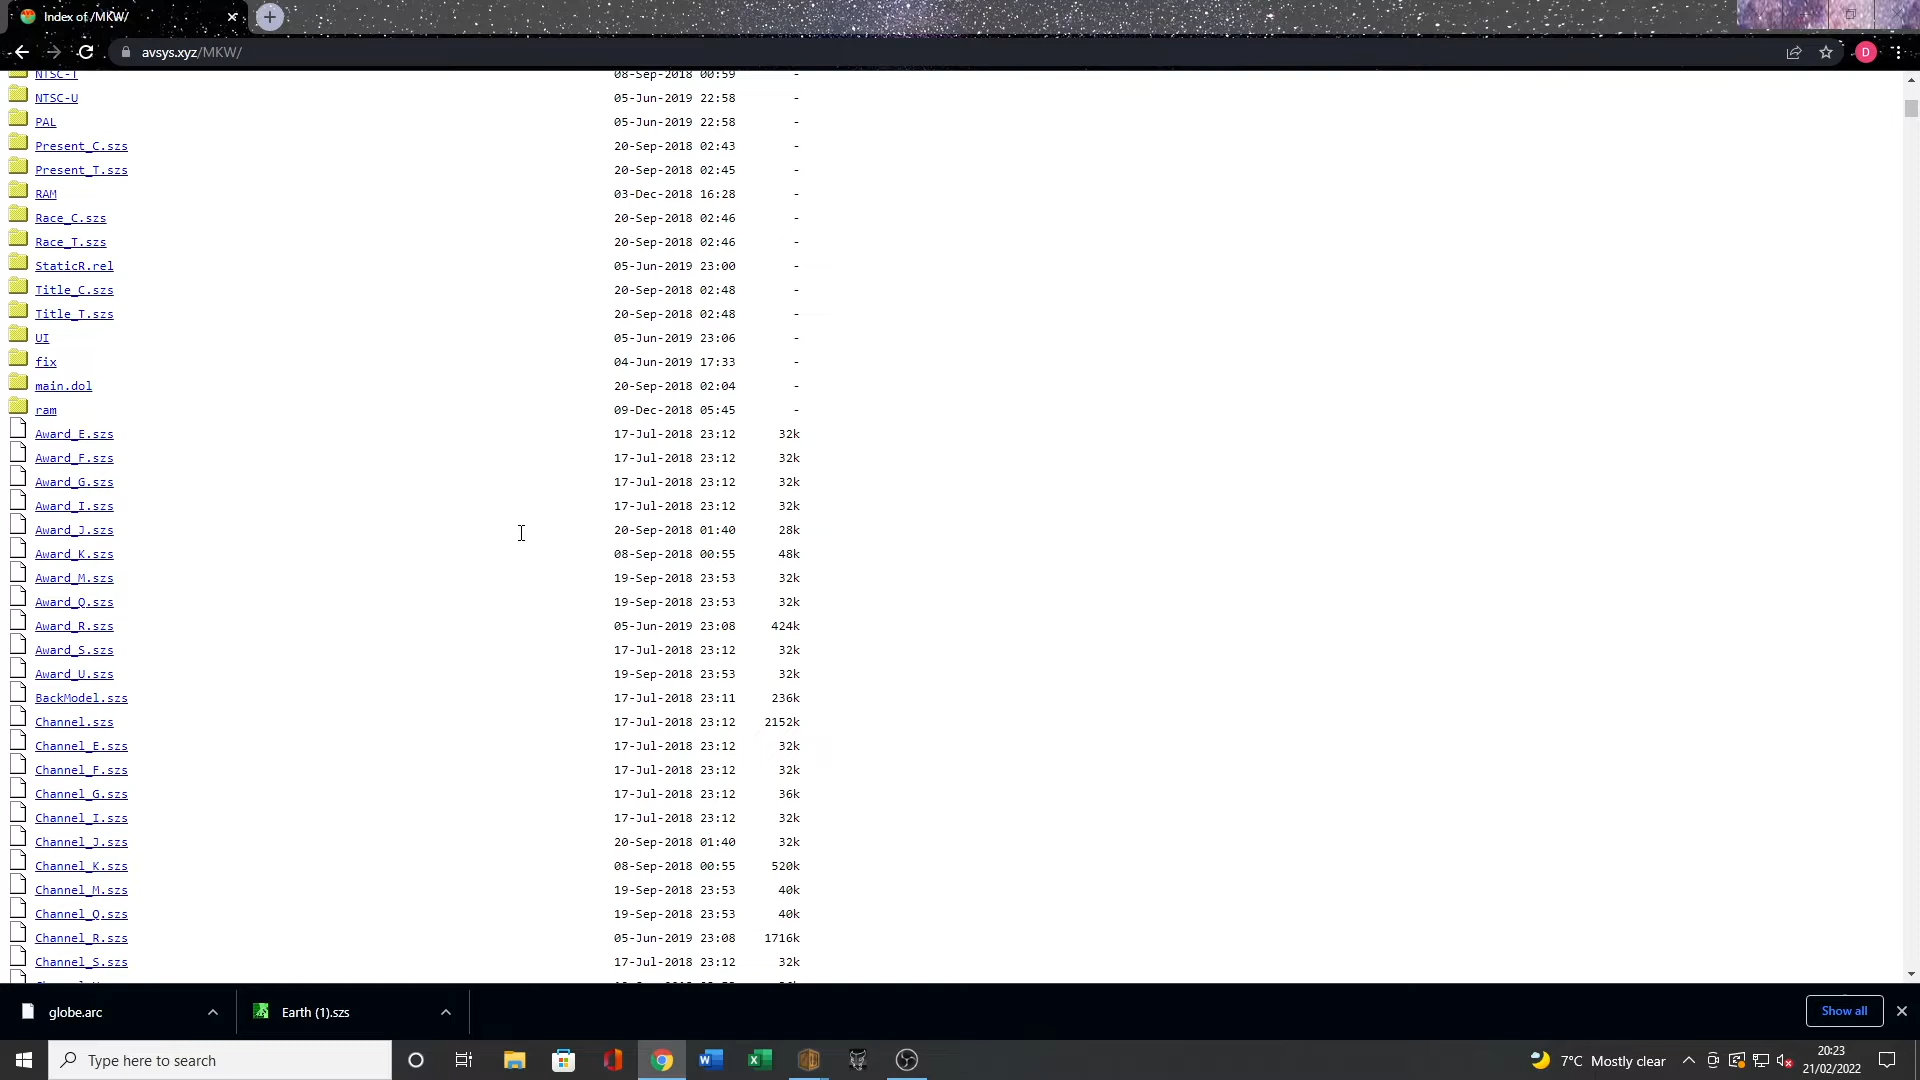 Index of /MKW/
avsys.xyz/MKW/
D
NTSC-T 08-Sep-2018 00:59 -
NTSC-U 05-Jun-2019 22:58 -
PAL 05-Jun-2019 22:58 -
Present_C.szs 20-Sep-2018 02:43 -
Present_T.szs 20-Sep-2018 02:45 -
RAM 03-Dec-2018 16:28 -
Race_C.szs 20-Sep-2018 02:46 -
Race_T.szs 20-Sep-2018 02:46 -
StaticR.rel 05-Jun-2019 23:00 -
Title_C.szs 20-Sep-2018 02:48 -
Title_T.szs 20-Sep-2018 02:48 -
UI 05-Jun-2019 23:06 -
fix 04-Jun-2019 17:33 -
main.dol 20-Sep-2018 02:04 -
ram 09-Dec-2018 05:45 -
Award_E.szs 17-Jul-2018 23:12 32k
Award_F.szs 17-Jul-2018 23:12 32k
Award_G.szs 17-Jul-2018 23:12 32k
Award_I.szs 17-Jul-2018 23:12 32k
Award_J.szs 20-Sep-2018 01:40 28k
Award_K.szs 08-Sep-2018 00:55 48k
Award_M.szs 19-Sep-2018 23:53 32k
Award_Q.szs 19-Sep-2018 23:53 32k
Award_R.szs 05-Jun-2019 23:08 424k
Award_S.szs 17-Jul-2018 23:12 32k
Award_U.szs 19-Sep-2018 23:53 32k
BackModel.szs 17-Jul-2018 23:11 236k
Channel.szs 17-Jul-2018 23:12 2152k
Channel_E.szs 17-Jul-2018 23:12 32k
Channel_F.szs 17-Jul-2018 23:12 32k
Channel_G.szs 17-Jul-2018 23:12 36k
Channel_I.szs 17-Jul-2018 23:12 32k
Channel_J.szs 20-Sep-2018 01:40 32k
Channel_K.szs 08-Sep-2018 00:55 520k
Channel_M.szs 19-Sep-2018 23:53 40k
Channel_Q.szs 19-Sep-2018 23:53 40k
Channel_R.szs 05-Jun-2019 23:08 1716k
Channel_S.szs 17-Jul-2018 23:12 32k
globe.arc
Earth (1).szs
Show all
Type here to search
7°C Mostly clear
20:23
21/02/2022